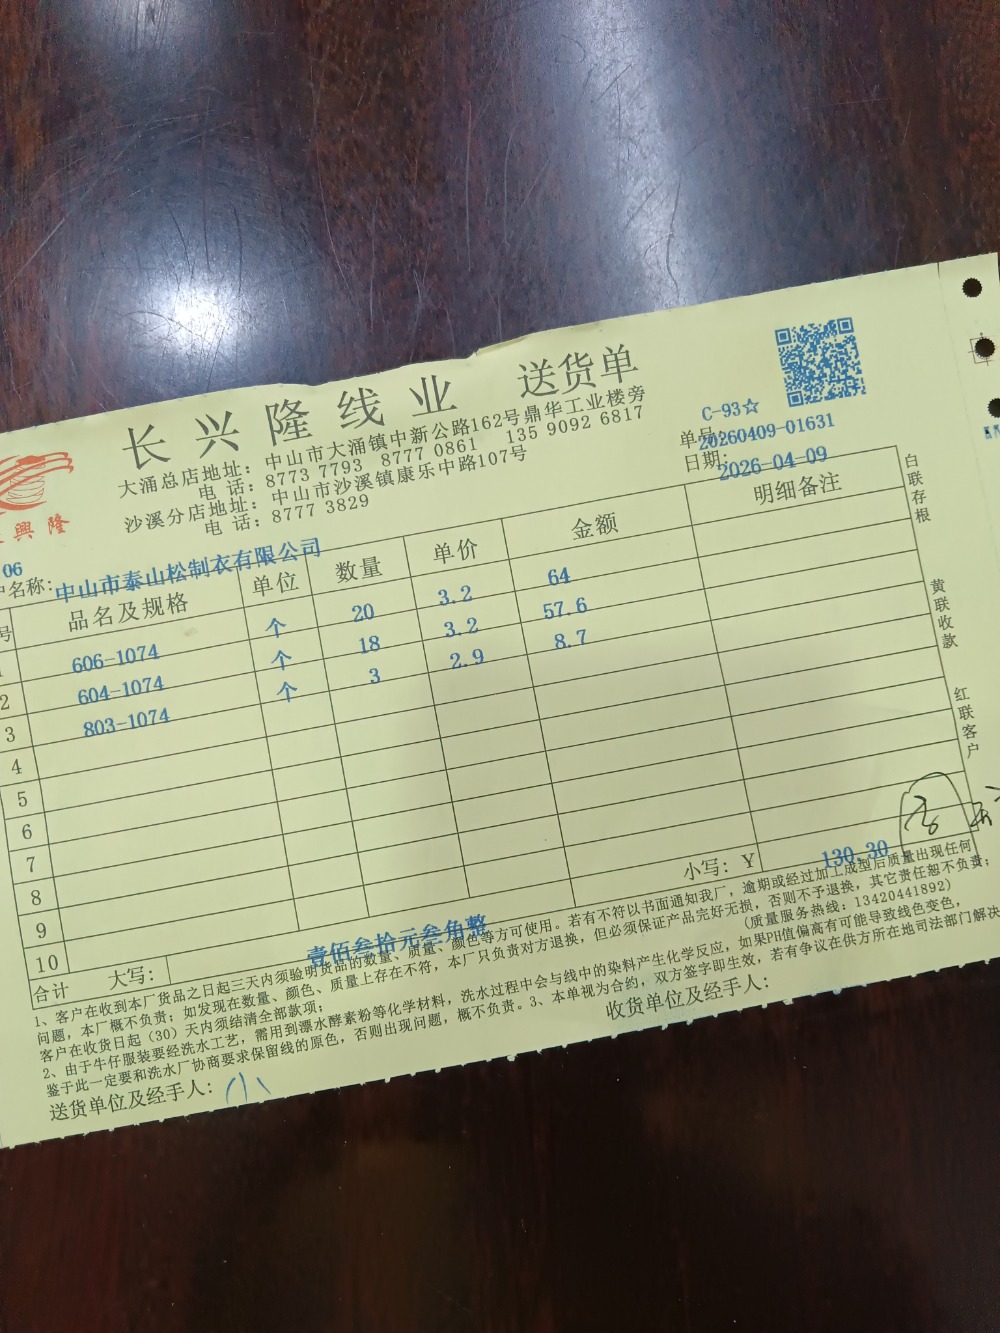 长兴隆线业 送货单
大涌总店地址：中山市大涌镇中新公路162号鼎华工业楼旁
电 话：8773 7793 8777 0861 135 9092 6817
沙溪分店地址：中山市沙溪镇康乐中路107号
电 话：8777 3829
興隆
C-93☆
单号：20260409-01631
日期：2026-04-09
06
名称：中山市泰山松制衣有限公司
号 品名及规格 单位 数量 单价 金额 明细备注
1 606-1074 个 20 3.2 64
2 604-1074 个 18 3.2 57.6
3 803-1074 个 3 2.9 8.7
4
5
6
7
8
9
10
合计 大写：壹佰叁拾元叁角整 小写：Y 130.30
白联存根
黄联收款
红联客户
1、客户在收到本厂货品之日起三天内须验明货品的数量、质量、颜色等方可使用。若有不符以书面通知我厂，逾期或经过加工成型后质量出现任何
问题，本厂概不负责；如发现在数量、颜色、质量上存在不符，本厂只负责对方退换，但必须保证产品完好无损，否则不予退换，其它责任恕不负责；
客户在收货日起（30）天内须结清全部款项；（质量服务热线：13420441892）
2、由于牛仔服装要经洗水工艺，需用到漂水酵素粉等化学材料，洗水过程中会与线中的染料产生化学反应，如果PH值偏高有可能导致线色变色，
鉴于此一定要和洗水厂协商要求保留线的原色，否则出现问题，概不负责。3、本单视为合约，双方签字即生效，若有争议在供方所在地司法部门解决
送货单位及经手人：小 收货单位及经手人：